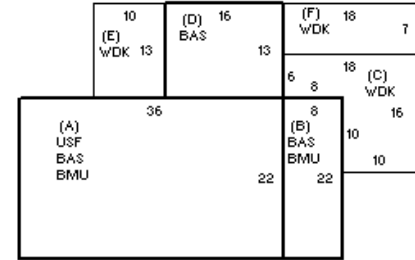 10
(E)
WDK 13
(D) 16
BAS
13
(F) 18
WDK
7
18
6
8
(C)
WDK
16
10
10
36
(A)
USF
BAS
BMU
22
8
(B)
BAS
BMU
22